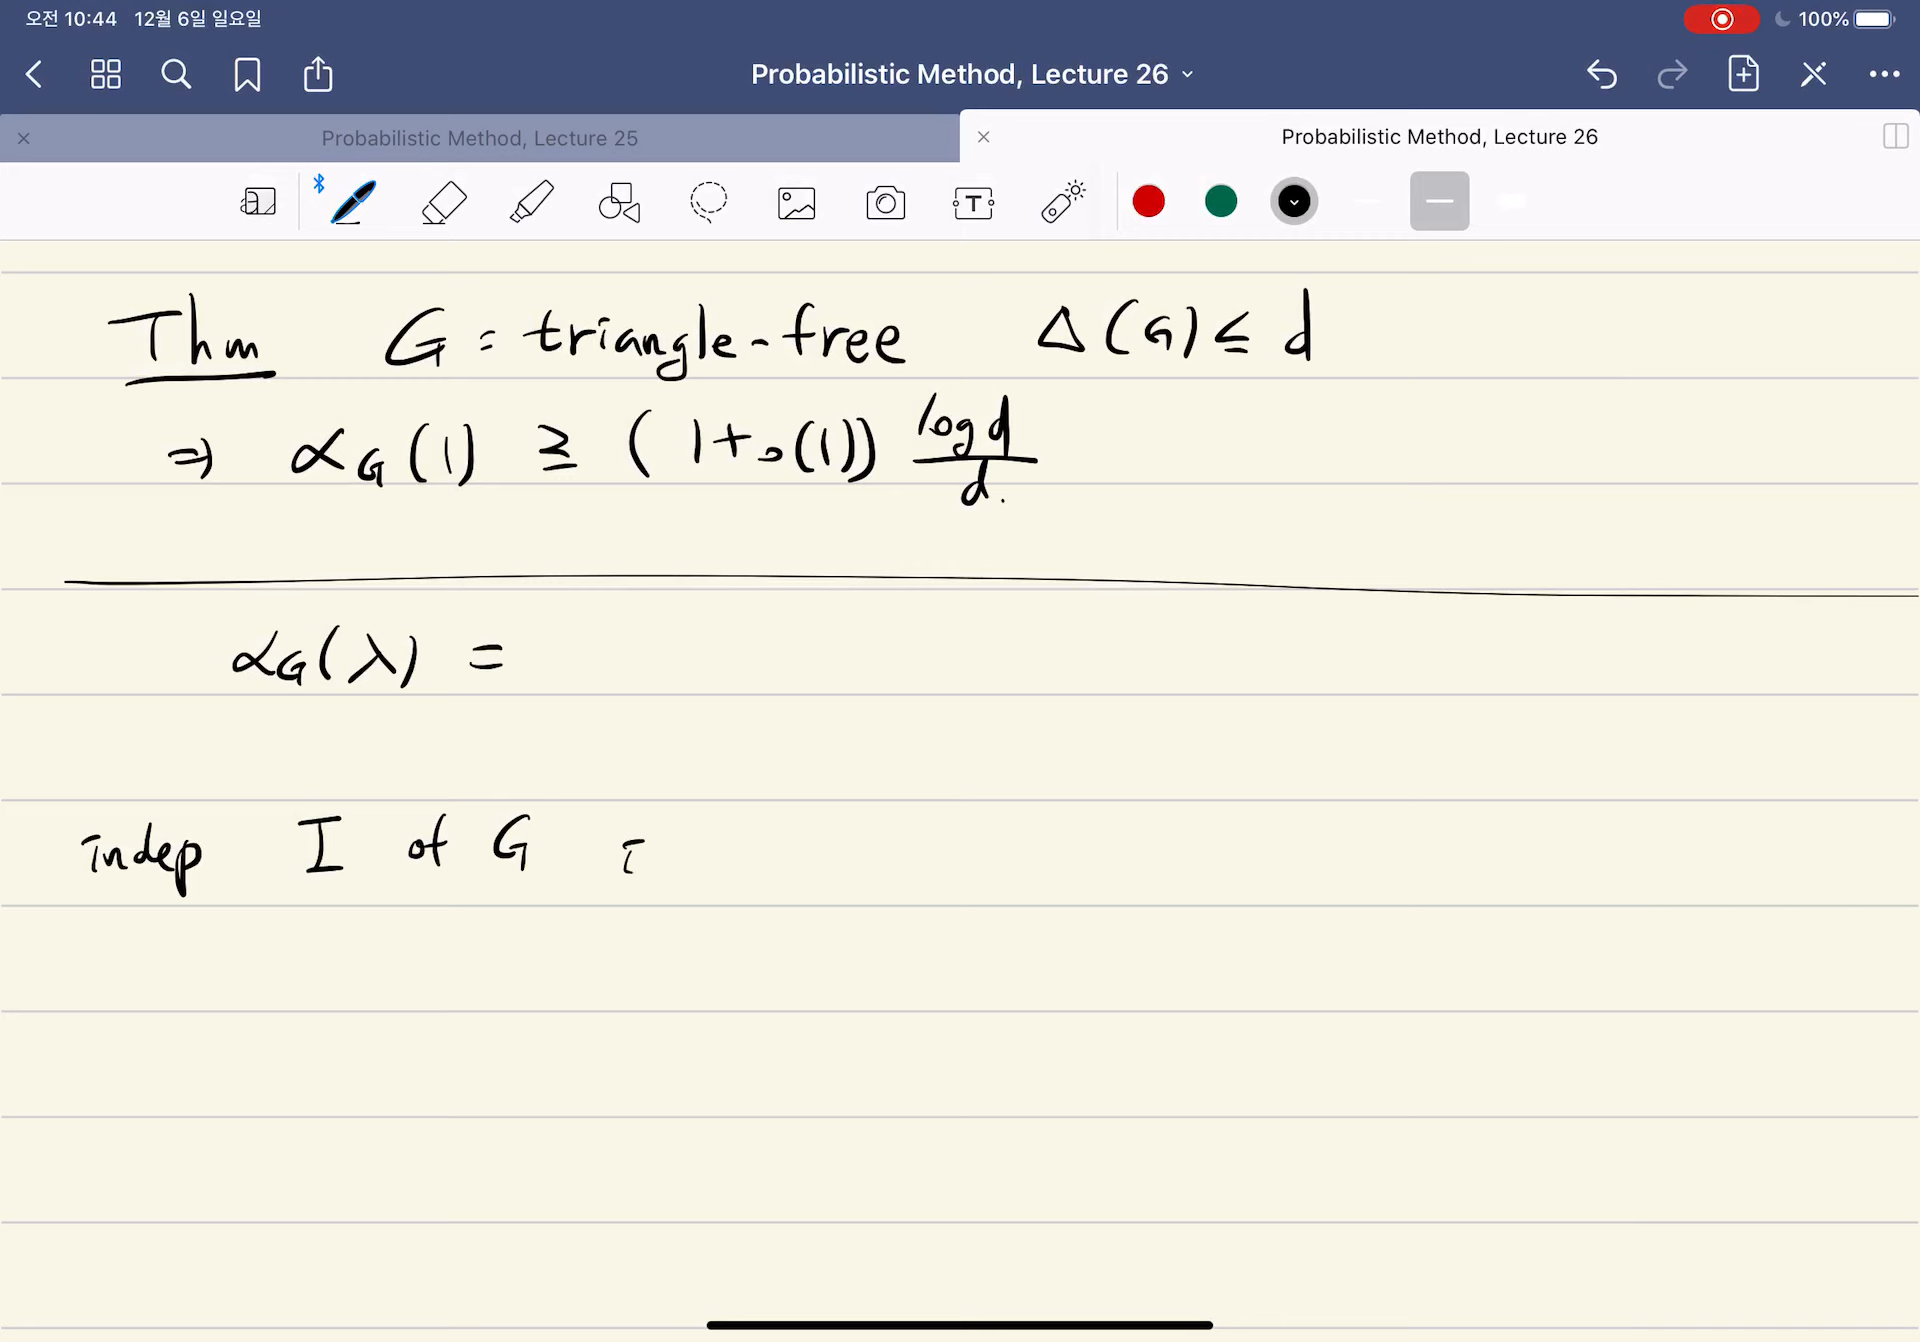 오전 10:44 12월 6일 일요일 100%
Probabilistic Method, Lecture 26
Probabilistic Method, Lecture 25
Probabilistic Method, Lecture 26
Thm G : triangle-free Δ(G) ≤ d
⇒ α_G(1) ≥ (1+o(1)) log d / d.
α_G(λ) =
indep I of G